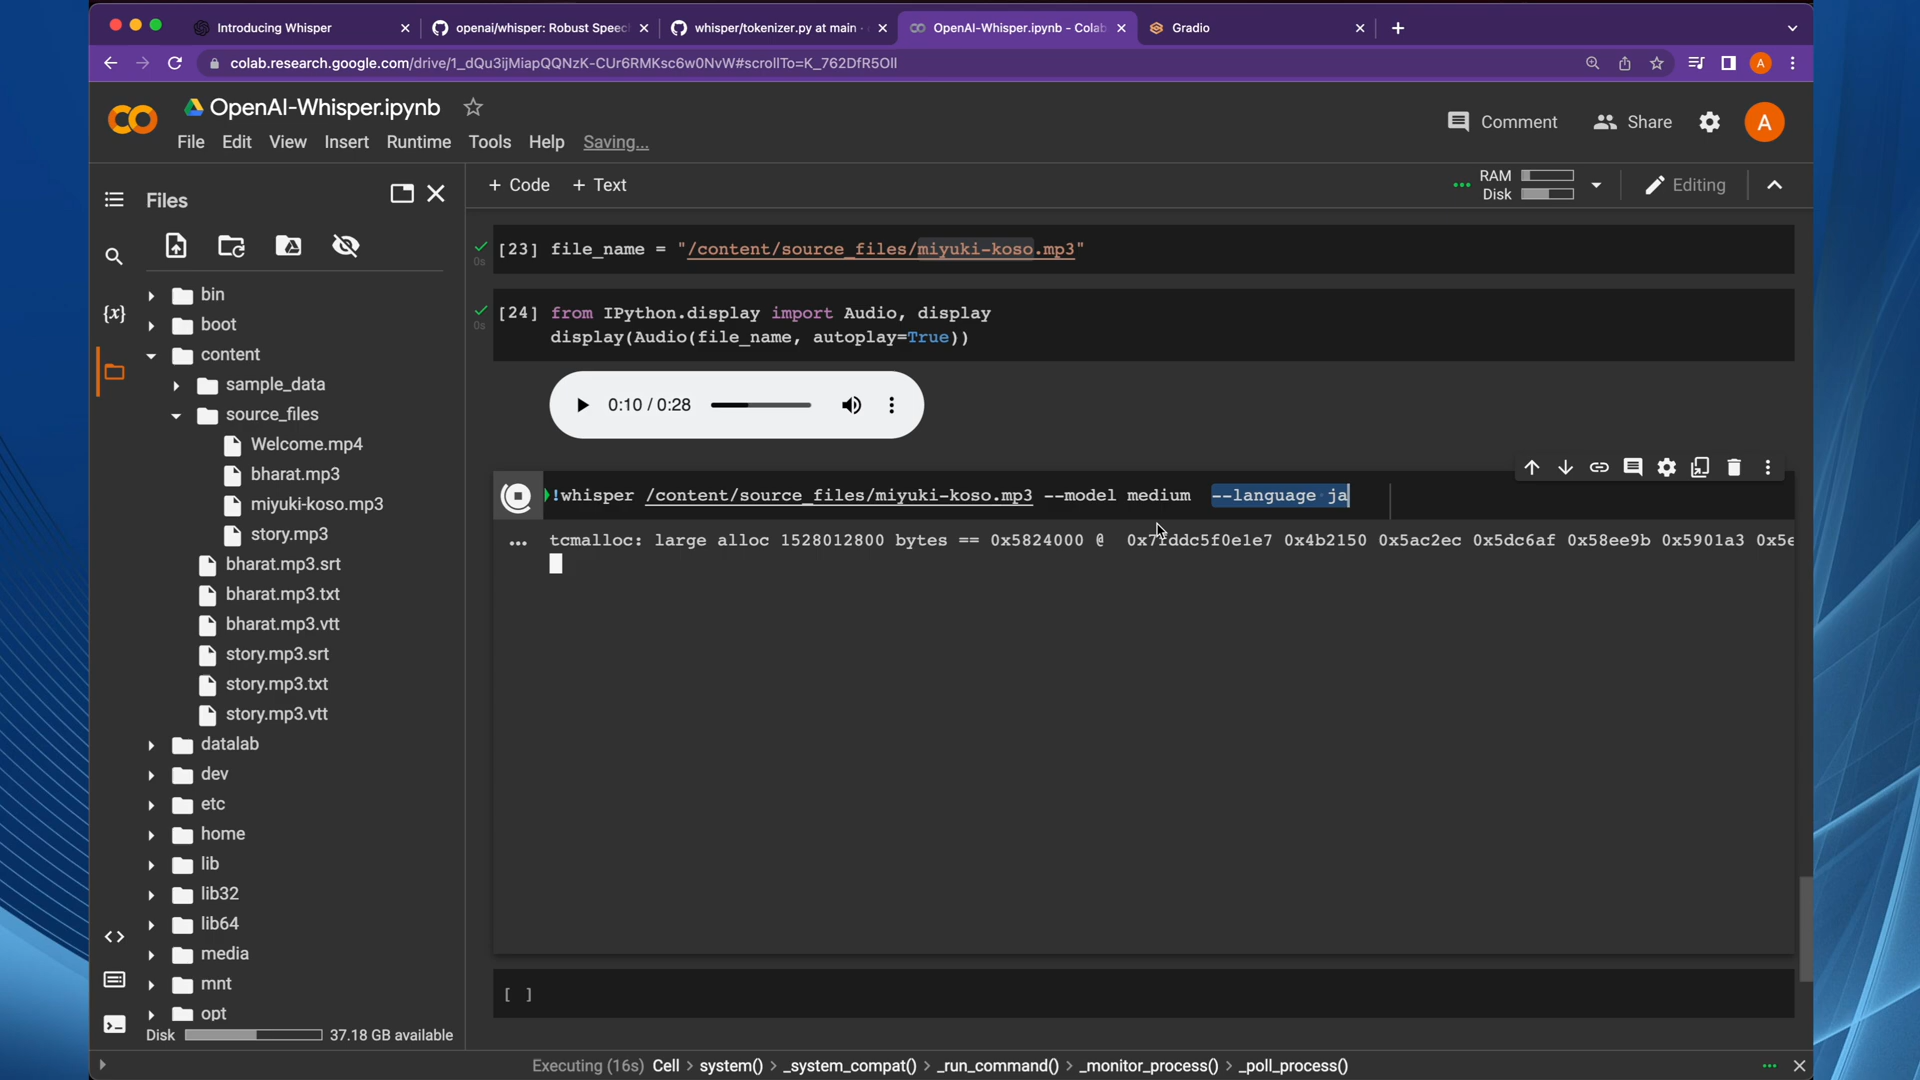 Introducing Whisper
openai/whisper: Robust Speec
whisper/tokenizer.py at main ·
OpenAI-Whisper.ipynb - Colab
Gradio
colab.research.google.com/drive/1_dQu3ijMiapQQNzK-CUr6RMKsc6w0NvW#scrollTo=K_762DfR5OIl
A
OpenAI-Whisper.ipynb
File Edit View Insert Runtime Tools Help Saving...
Comment
Share
A
Files
+ Code + Text
RAM
Disk
Editing
{x}
bin
boot
content
sample_data
source_files
Welcome.mp4
bharat.mp3
miyuki-koso.mp3
story.mp3
bharat.mp3.srt
bharat.mp3.txt
bharat.mp3.vtt
story.mp3.srt
story.mp3.txt
story.mp3.vtt
datalab
dev
etc
home
lib
lib32
lib64
media
mnt
opt
Disk 37.18 GB available
0s
[23] file_name = "/content/source_files/miyuki-koso.mp3"
0s
[24] from IPython.display import Audio, display
display(Audio(file_name, autoplay=True))
0:10 / 0:28
!whisper /content/source_files/miyuki-koso.mp3 --model medium --language ja
... tcmalloc: large alloc 1528012800 bytes == 0x5824000 @ 0x7fddc5f0e1e7 0x4b2150 0x5ac2ec 0x5dc6af 0x58ee9b 0x5901a3 0x5e
[ ]
Executing (16s) Cell > system() > _system_compat() > _run_command() > _monitor_process() > _poll_process()